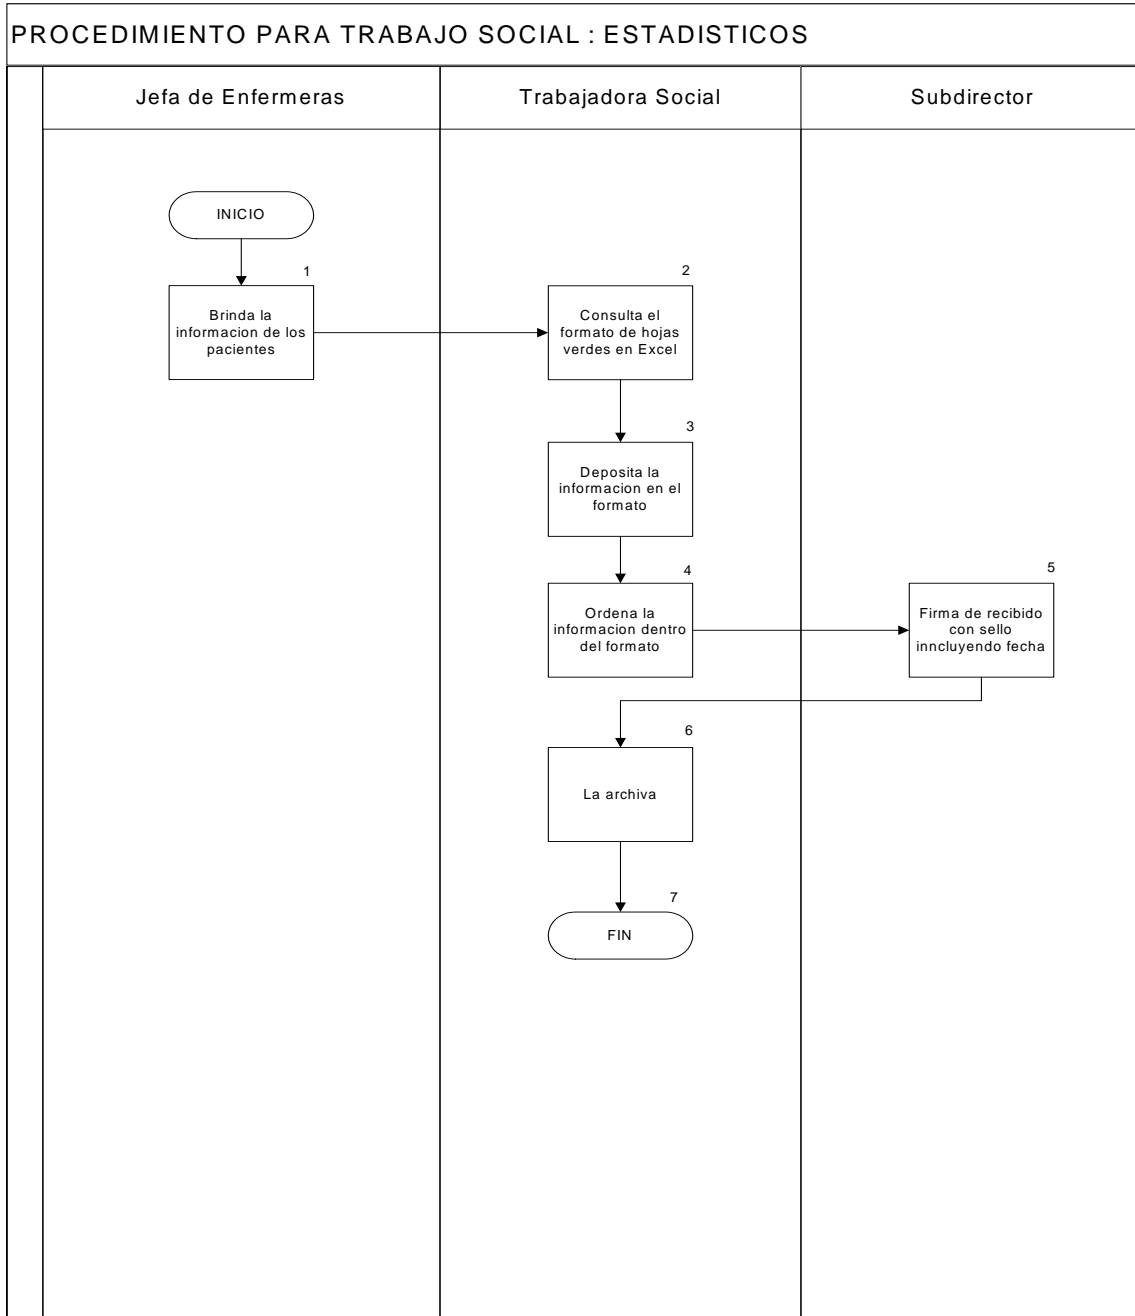 PROCEDIMIENTO PARA TRABAJO SOCIAL : ESTADISTICOS
Jefa de Enfermeras
Trabajadora Social
Subdirector
INICIO
1
Brinda la
informacion de los
pacientes
2
Consulta el
formato de hojas
verdes en Excel
3
Deposita la
informacion en el
formato
4
Ordena la
informacion dentro
del formato
5
Firma de recibido
con sello
inncluyendo fecha
6
La archiva
7
FIN